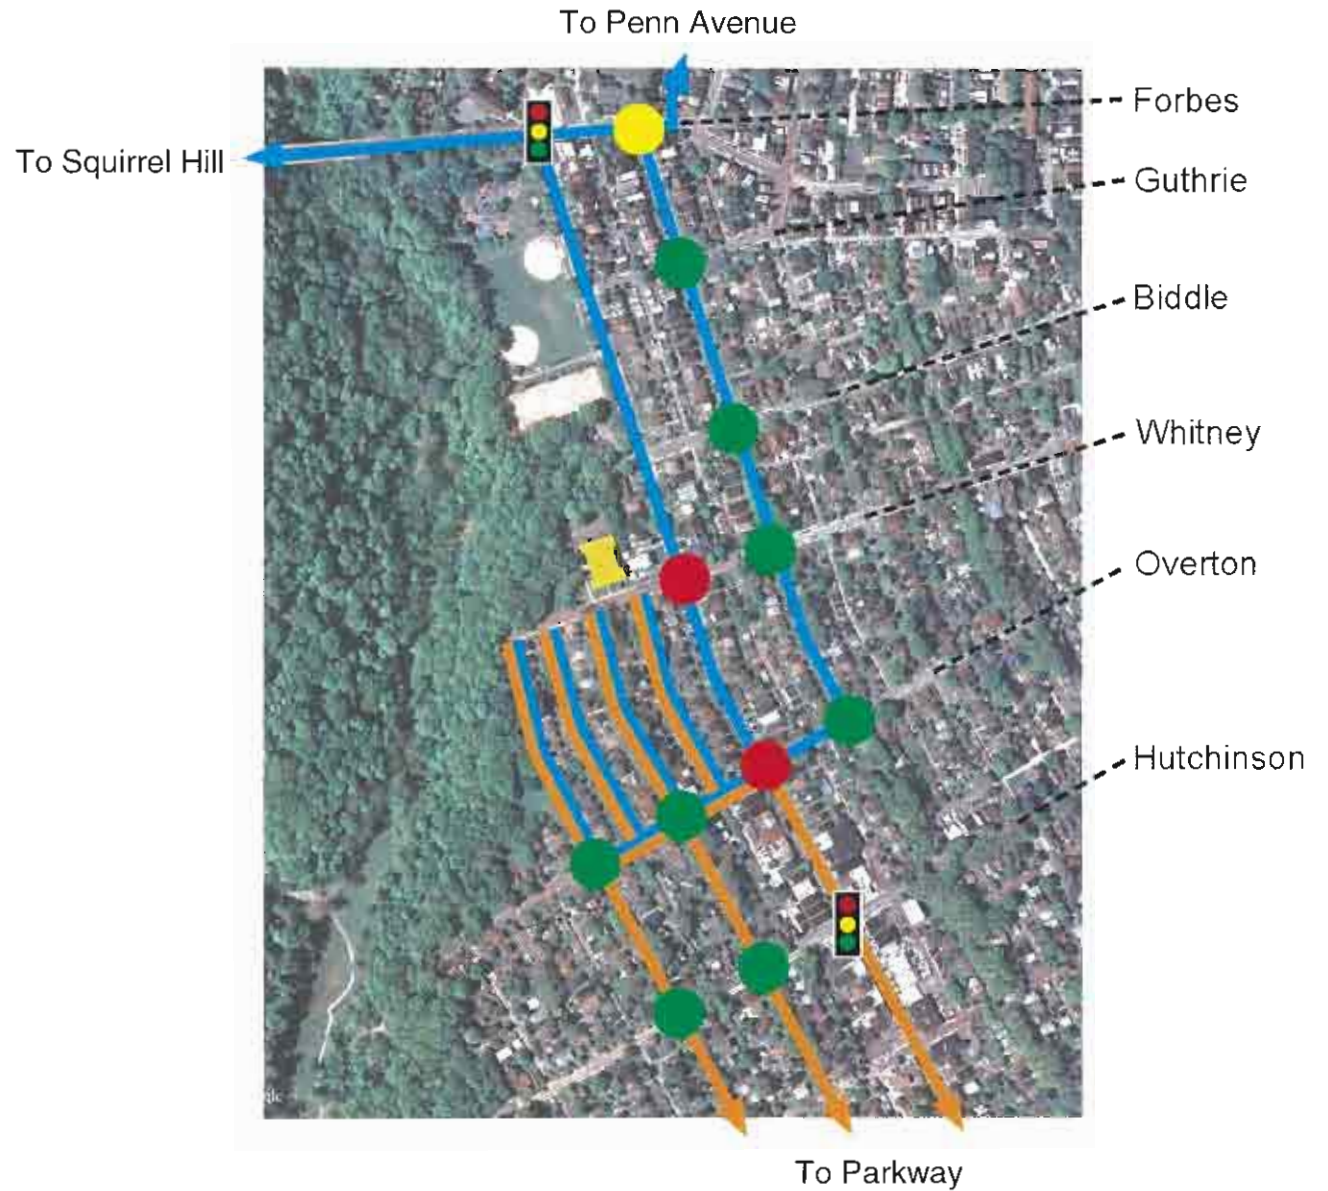 To Penn Avenue
Forbes
To Squirrel Hill
Guthrie
Biddle
Whitney
Overton
Hutchinson
To Parkway